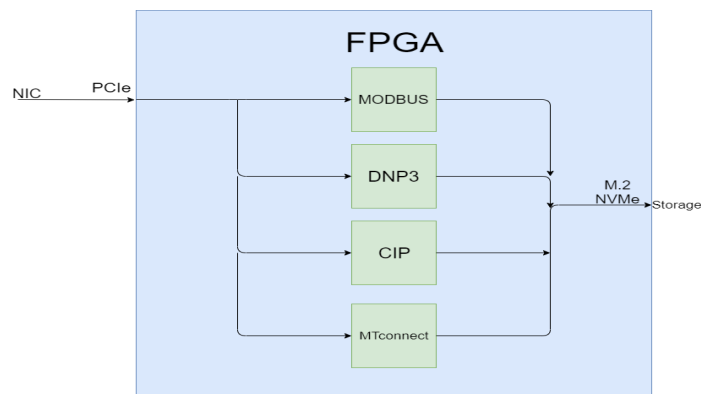 FPGA
NIC
PCIe
MODBUS
DNP3
M.2
NVMe
Storage
CIP
MTconnect